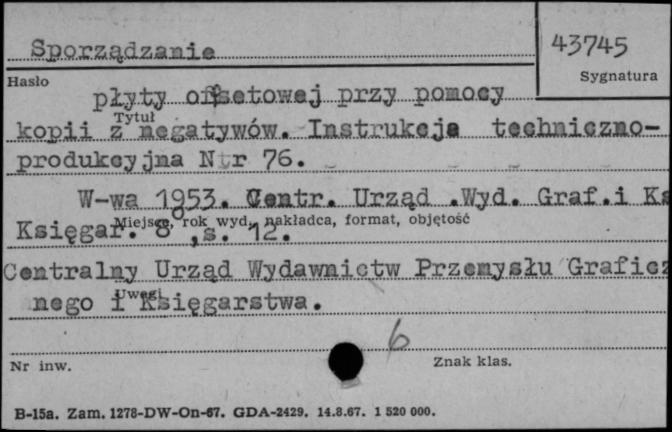 Sporządzanie
43745
Hasło
Sygnatura
płyty offsetowej przy pomocy
Tytuł
kopii z negatywów. Instrukcja techniczno-
produkcyjna Nr 76.
W-wa 1953. Centr. Urząd .Wyd. Graf.i Ks
Miejsce, rok wyd., nakładca, format, objętość
Księgar. 8°,s. 12.
Centralny Urząd Wydawnictw Przemysłu Graficz
Uwagi
nego i Księgarstwa.
6
Nr inw.
Znak klas.
B-15a. Zam. 1278-DW-On-67. GDA-2429. 14.8.67. 1 520 000.